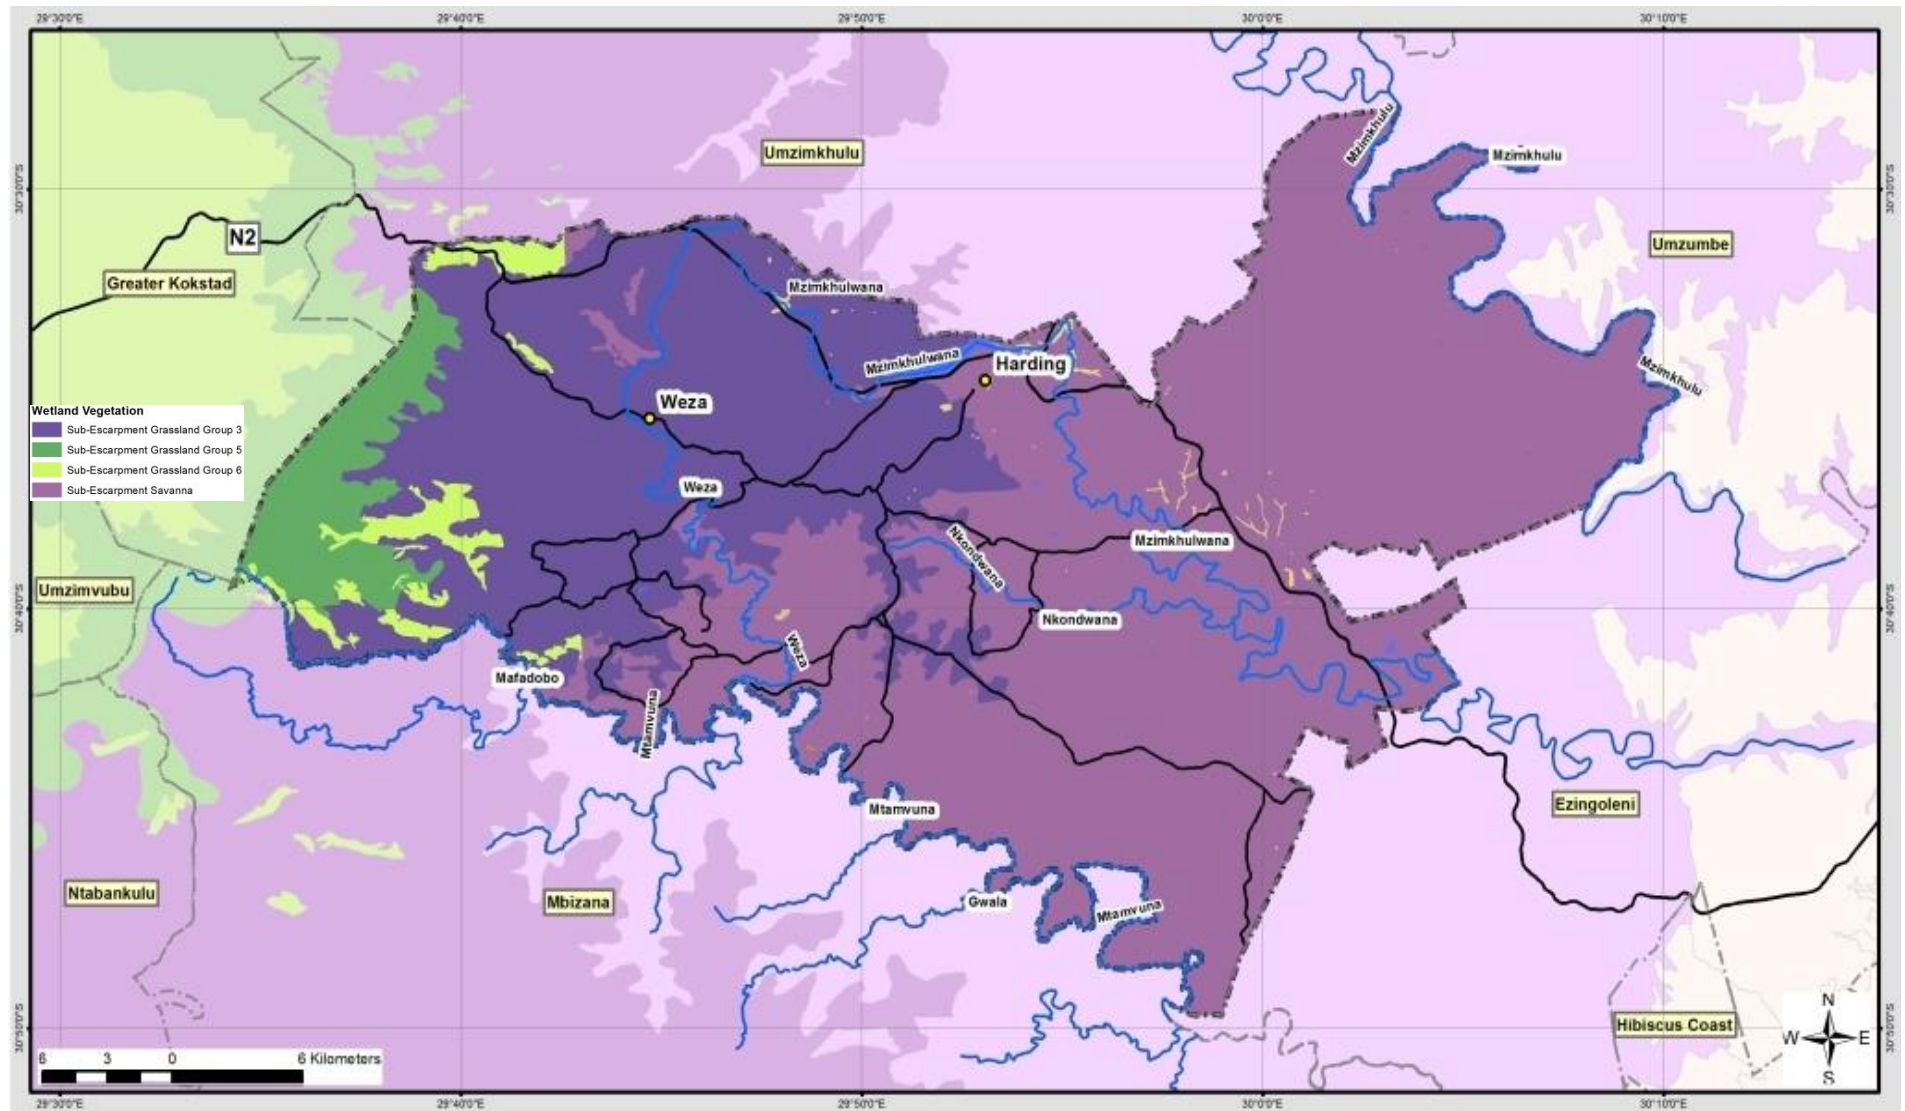 29°30'0"E 29°40'0"E 29°50'0"E 30°0'0"E 30°10'0"E
Mzimkhulu
Umzimkhulu
Mzimkhulu
30°30'0"S
30°30'0"S
N2
Umzumbe
Greater Kokstad
Mzimkhulwana
Mzimkhulwana
Harding
Mzimkhulu
Weza
Wetland Vegetation
Sub-Escarpment Grassland Group 3
Sub-Escarpment Grassland Group 5
Sub-Escarpment Grassland Group 6
Sub-Escarpment Savanna
Weza
Nkondwana
Mzimkhulwana
Umzimvubu
30°40'0"S
30°40'0"S
Nkondwana
Weza
Mafadobo
Mtamvuna
Mtamvuna
Ezingoleni
Ntabankulu
Mbizana
Gwala
Mtamvuna
N
W E
S
Hibiscus Coast
30°50'0"S
30°50'0"S
6 3 0 6 Kilometers
29°30'0"E 29°40'0"E 29°50'0"E 30°0'0"E 30°10'0"E